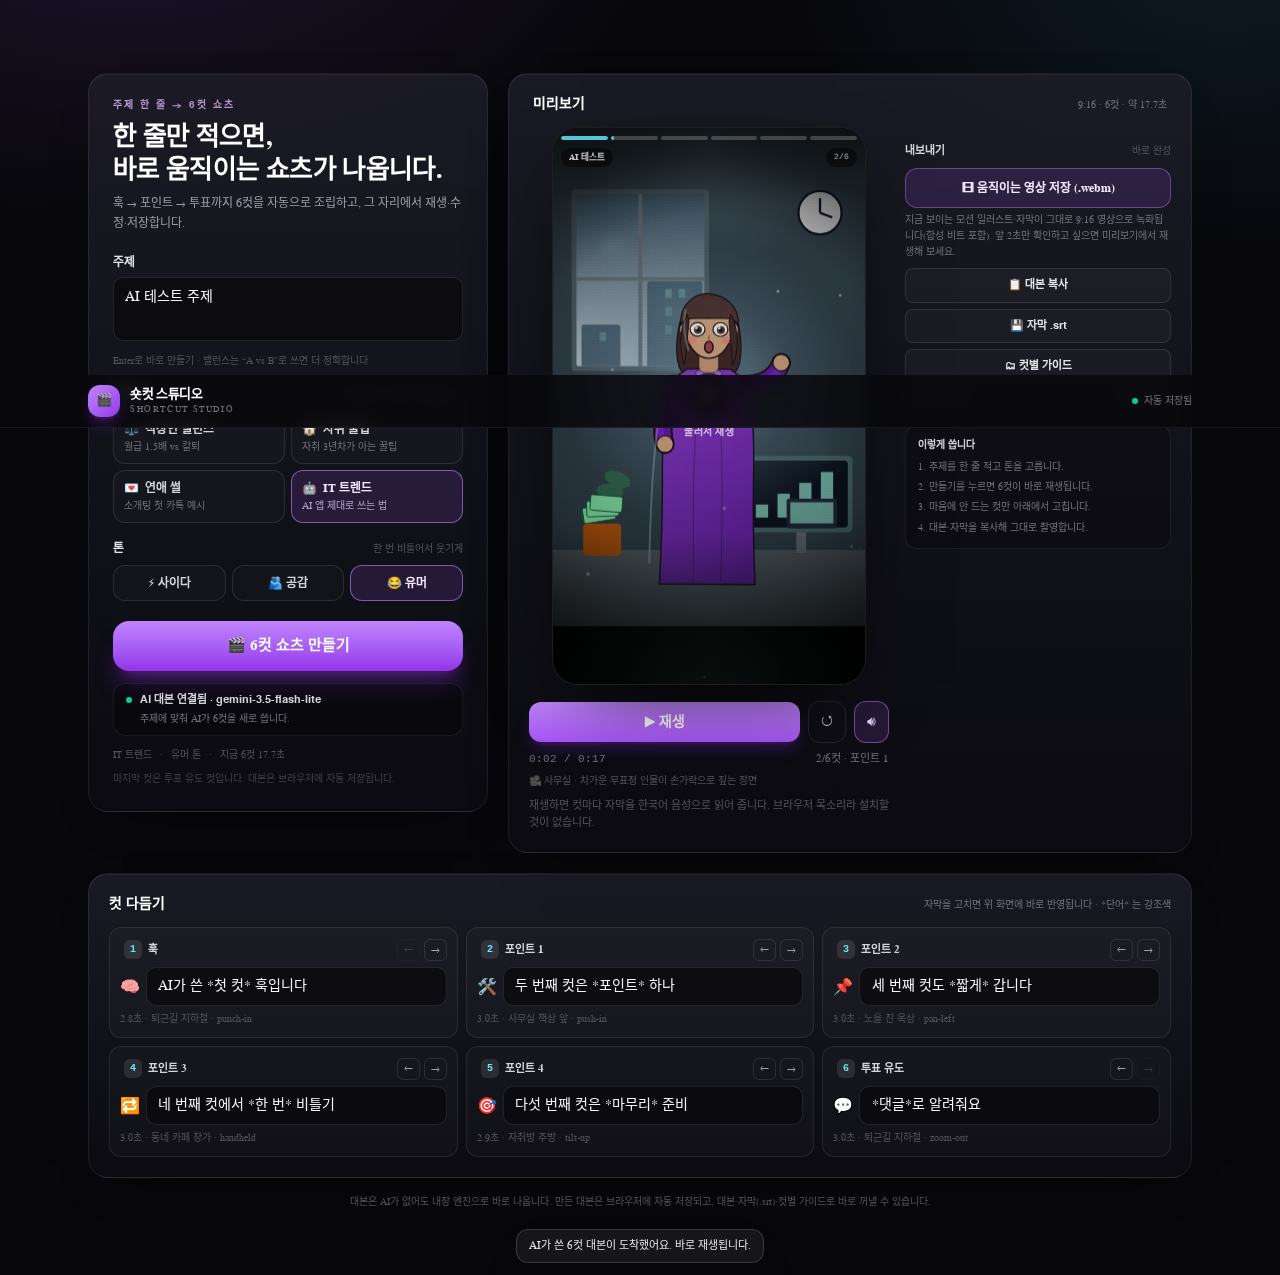 주제 한 줄 → 6컷 쇼츠
한 줄만 적으면,
바로 움직이는 쇼츠가 나옵니다.
훅 → 포인트 → 투표까지 6컷을 자동으로 조립하고, 그 자리에서 재생·수
정·저장합니다.
주제
AI 테스트 주제
Enter로 바로 만들기 · 밸런스는 “A vs B”로 쓰면 더 정확합니다
숏컷 스튜디오
SHORTCUT STUDIO
자동 저장됨
월급 1.5배 vs 칼퇴
자취 3년차가 아는 꿀팁
💌 연애 썰
소개팅 첫 카톡 예시
🤖 IT 트렌드
AI 앱 제대로 쓰는 법
톤
한 번 비틀어서 웃기게
⚡ 사이다
🫂 공감
😂 유머
🎬 6컷 쇼츠 만들기
AI 대본 연결됨 · gemini-3.5-flash-lite
주제에 맞춰 AI가 6컷을 새로 씁니다.
IT 트렌드 · 유머 톤 · 지금 6컷 17.7초
마지막 컷은 투표 유도 컷입니다. 대본은 브라우저에 자동 저장됩니다.
미리보기
9:16 · 6컷 · 약 17.7초
AI 테스트
2/6
눌러서 재생
▶ 재생
0:02 / 0:17
2/6컷 · 포인트 1
🎥 사무실 · 차가운 무표정 인물이 손가락으로 짚는 장면
재생하면 컷마다 자막을 한국어 음성으로 읽어 줍니다. 브라우저 목소리라 설치할
것이 없습니다.
내보내기
바로 완성
🎞 움직이는 영상 저장 (.webm)
지금 보이는 모션 일러스트·자막이 그대로 9:16 영상으로 녹화됩
니다(합성 비트 포함). 앞 2초만 확인하고 싶으면 미리보기에서 재
생해 보세요.
📋 대본 복사
💾 자막 .srt
🗂 컷별 가이드
이렇게 씁니다
1. 주제를 한 줄 적고 톤을 고릅니다.
2. 만들기를 누르면 6컷이 바로 재생됩니다.
3. 마음에 안 드는 컷만 아래에서 고칩니다.
4. 대본·자막을 복사해 그대로 촬영합니다.
컷 다듬기
자막을 고치면 위 화면에 바로 반영됩니다 · *단어* 는 강조색
1 훅 ← →
🧠 AI가 쓴 *첫 컷* 훅입니다
2.8초 · 퇴근길 지하철 · punch-in
2 포인트 1 ← →
🛠️ 두 번째 컷은 *포인트* 하나
3.0초 · 사무실 책상 앞 · push-in
3 포인트 2 ← →
📌 세 번째 컷도 *짧게* 갑니다
3.0초 · 노을 진 옥상 · pan-left
4 포인트 3 ← →
🔁 네 번째 컷에서 *한 번* 비틀기
3.0초 · 동네 카페 창가 · handheld
5 포인트 4 ← →
🎯 다섯 번째 컷은 *마무리* 준비
2.9초 · 자취방 주방 · tilt-up
6 투표 유도 ← →
💬 *댓글*로 알려줘요
3.0초 · 퇴근길 지하철 · zoom-out
대본은 AI가 없어도 내장 엔진으로 바로 나옵니다. 만든 대본은 브라우저에 자동 저장되고, 대본·자막(.srt)·컷별 가이드로 바로 꺼낼 수 있습니다.
AI가 쓴 6컷 대본이 도착했어요. 바로 재생됩니다.